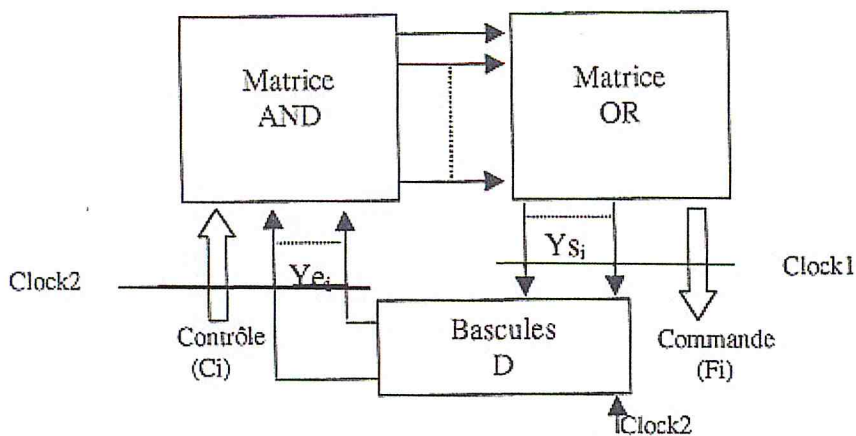 Matrice
AND
Matrice
OR
Ysᵢ
Yeᵢ
Clock2
Clock1
Contrôle
(Ci)
Bascules
D
Commande
(Fi)
Clock2